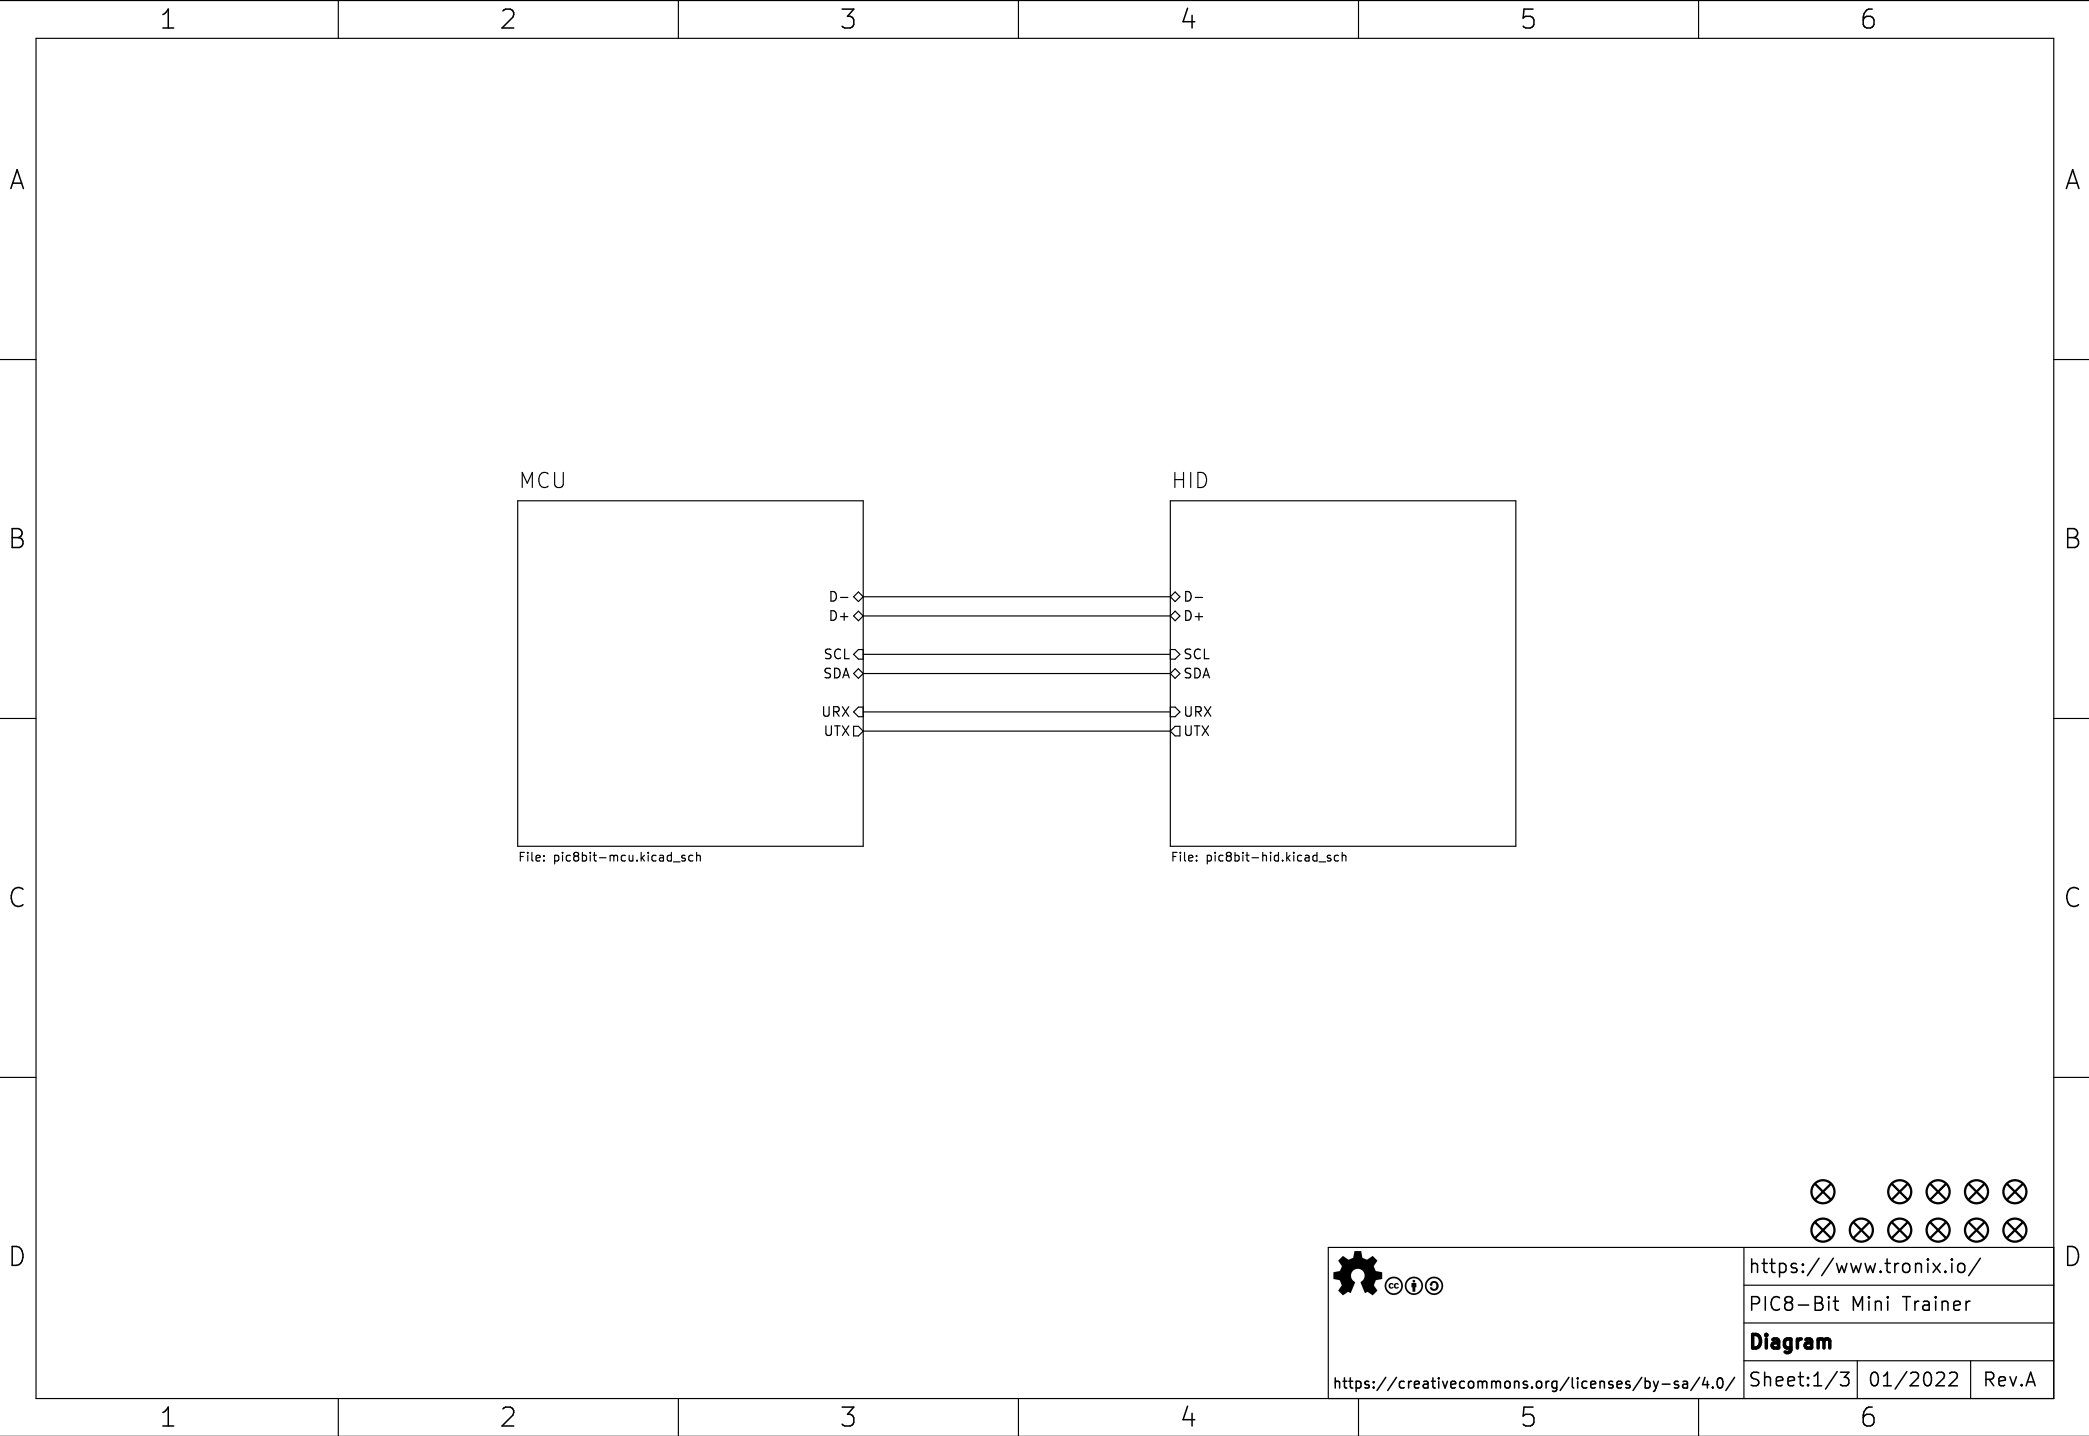 1 2 3 4 5 6
A A
MCU HID
B B
D- D-
D+ D+
SCL SCL
SDA SDA
URX URX
UTX UTX
File: pic8bit-mcu.kicad_sch File: pic8bit-hid.kicad_sch
C C
D D
https://www.tronix.io/
cc
PIC8-Bit Mini Trainer
Diagram
https://creativecommons.org/licenses/by-sa/4.0/ Sheet:1/3 01/2022 Rev.A
1 2 3 4 5 6